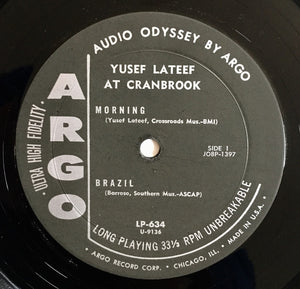 AUDIO ODYSSEY BY ARGO
YUSEF LATEEF
AT CRANBROOK
ARGO
ULTRA HIGH FIDELITY.
MORNING
(Yusef Lateef, Crossroads Mus.-BMI)
SIDE 1
JO8P-1397
BRAZIL
(Barroso, Southern Mus.-ASCAP)
LP-634
U-9136
LONG PLAYING 33⅓ RPM UNBREAKABLE
• ARGO RECORD CORP. • CHICAGO, ILL. • MADE IN U.S.A. •